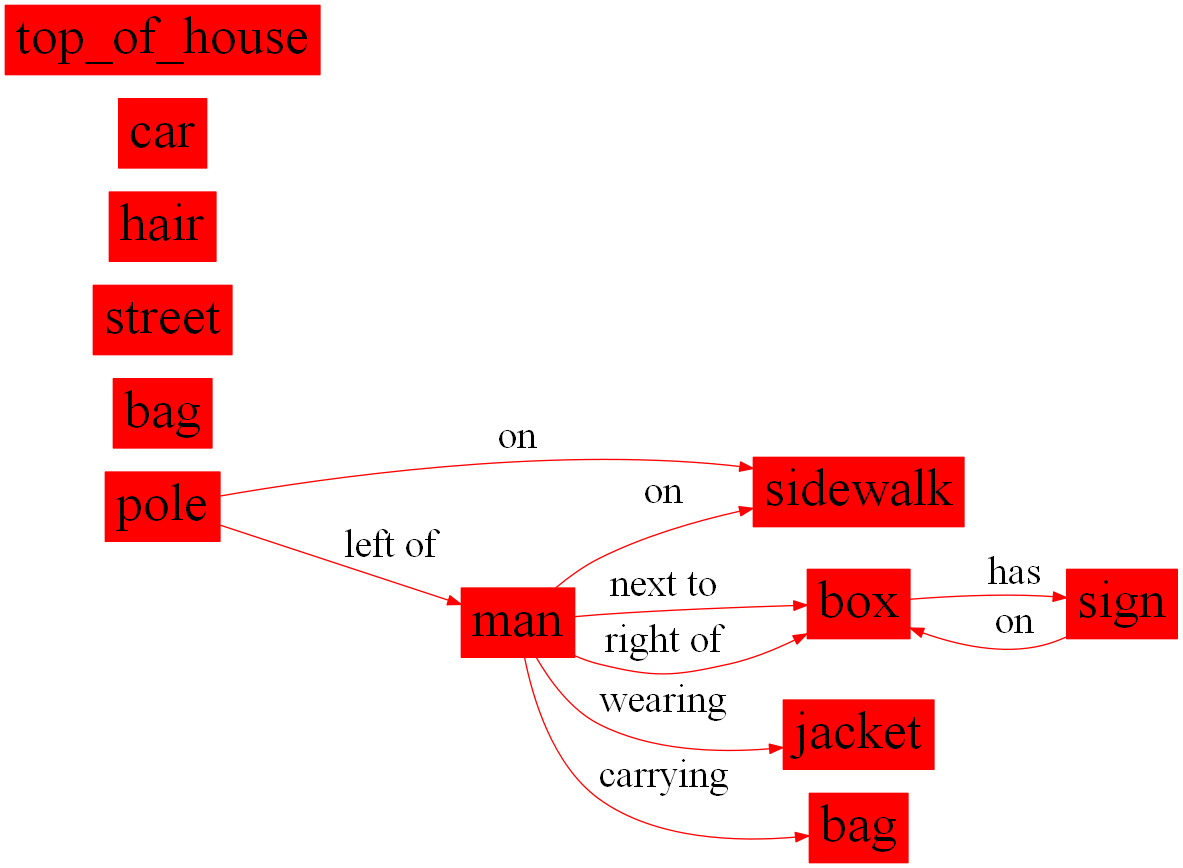 top_of_house
car
hair
street
bag
pole
on
left of
on
sidewalk
man
next to
right of
wearing
carrying
box
has
on
sign
jacket
bag